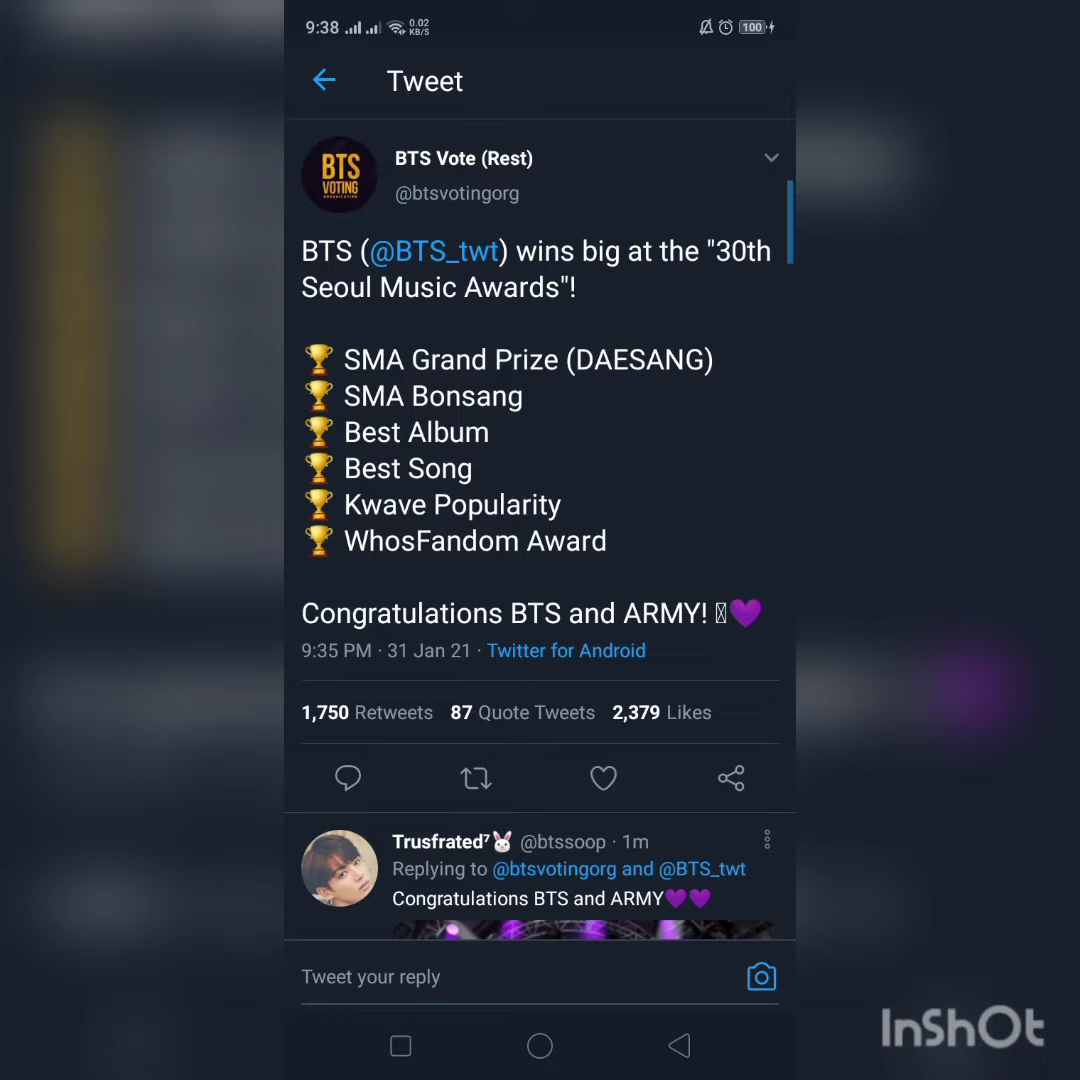 9:38
0.02
KB/S
100
Tweet
BTS
VOTING
BTS Vote (Rest)
@btsvotingorg
BTS (@BTS_twt) wins big at the "30th
Seoul Music Awards"!
🏆 SMA Grand Prize (DAESANG)
🏆 SMA Bonsang
🏆 Best Album
🏆 Best Song
🏆 Kwave Popularity
🏆 WhosFandom Award
Congratulations BTS and ARMY! 💜
9:35 PM · 31 Jan 21 · Twitter for Android
1,750 Retweets 87 Quote Tweets 2,379 Likes
Trusfrated⁷🐰 @btssoop · 1m
Replying to @btsvotingorg and @BTS_twt
Congratulations BTS and ARMY💜💜
Tweet your reply
InShOt